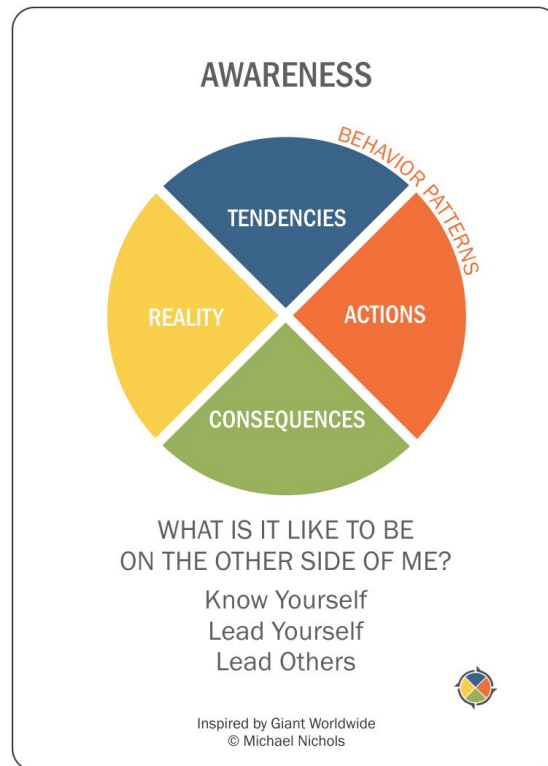 AWARENESS
BEHAVIOR PATTERNS
TENDENCIES
REALITY
ACTIONS
CONSEQUENCES
WHAT IS IT LIKE TO BE
ON THE OTHER SIDE OF ME?
Know Yourself
Lead Yourself
Lead Others
Inspired by Giant Worldwide
© Michael Nichols